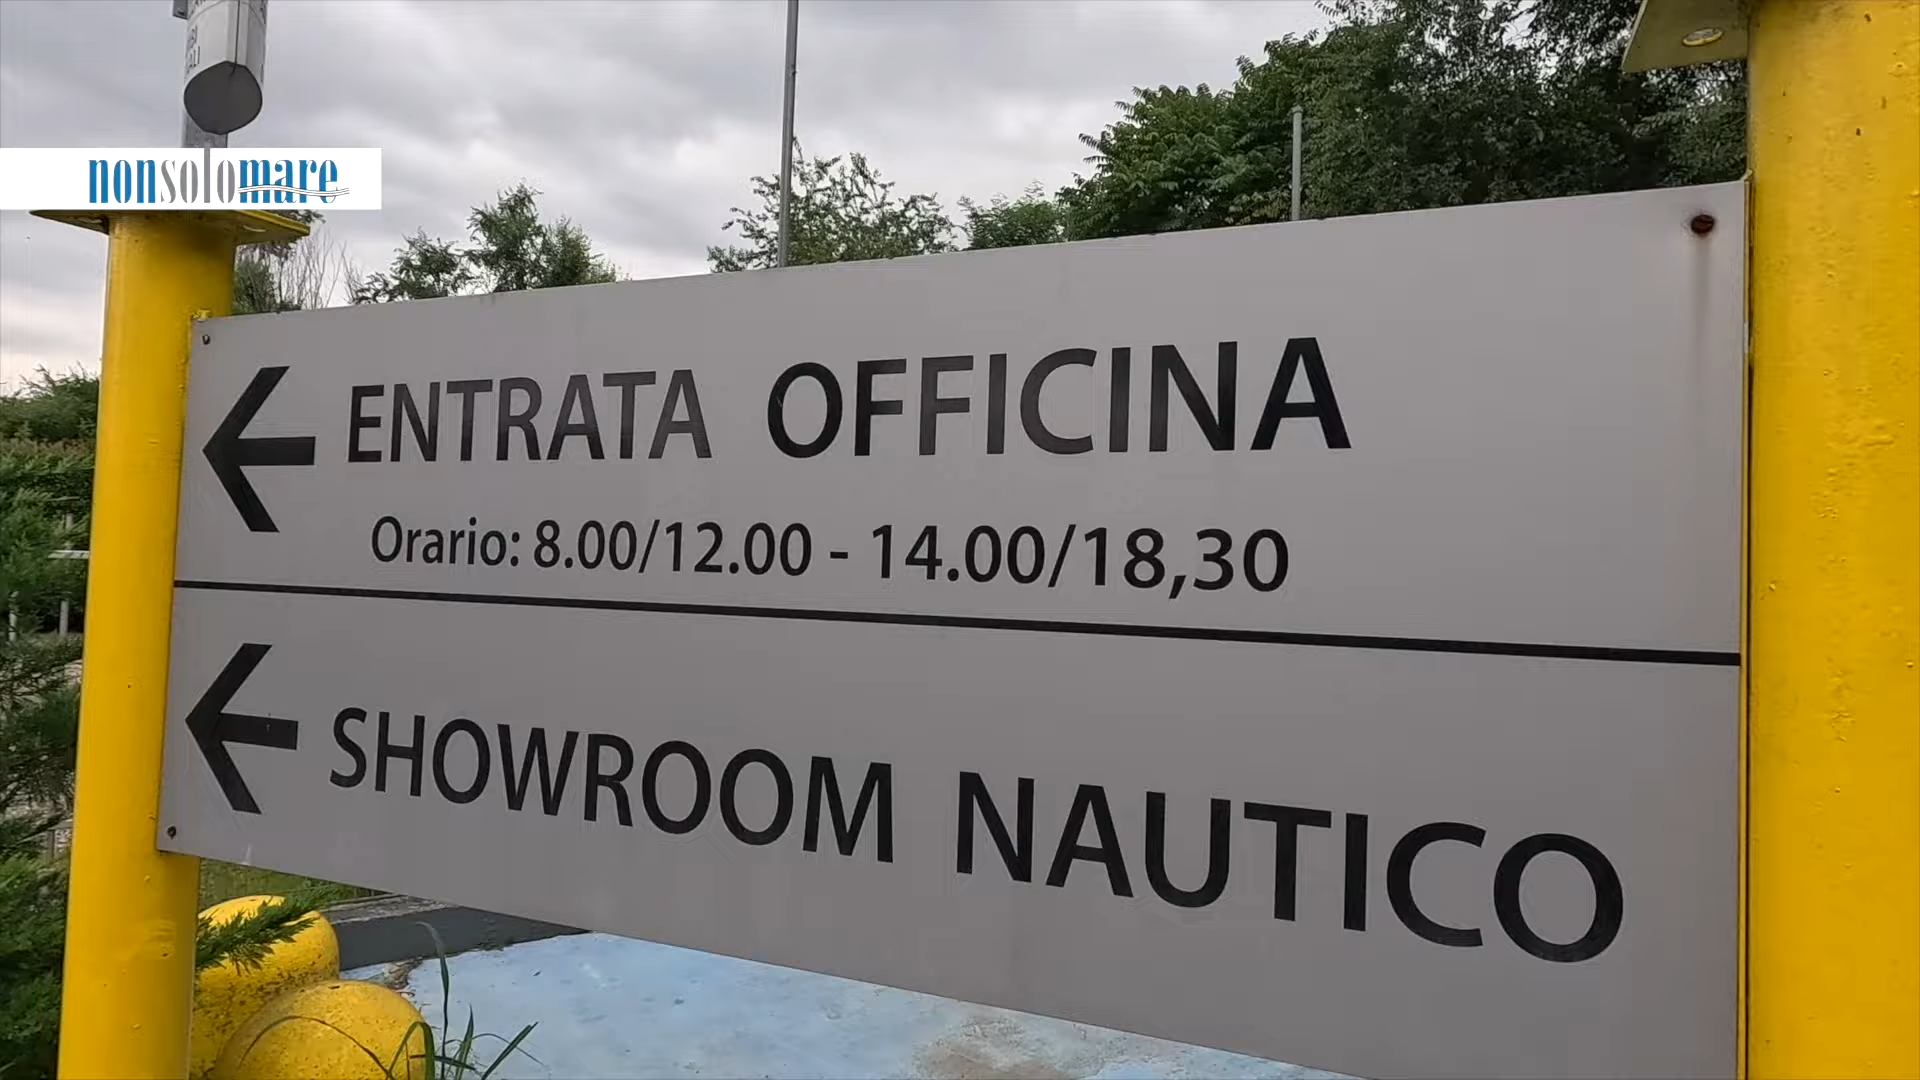 nonsolomare
ENTRATA OFFICINA
Orario: 8.00/12.00 - 14.00/18,30
SHOWROOM NAUTICO